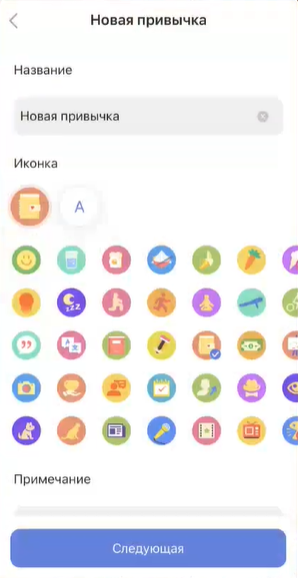 Новая привычка
Название
Новая привычка
Иконка
A
Примечание
Следующая